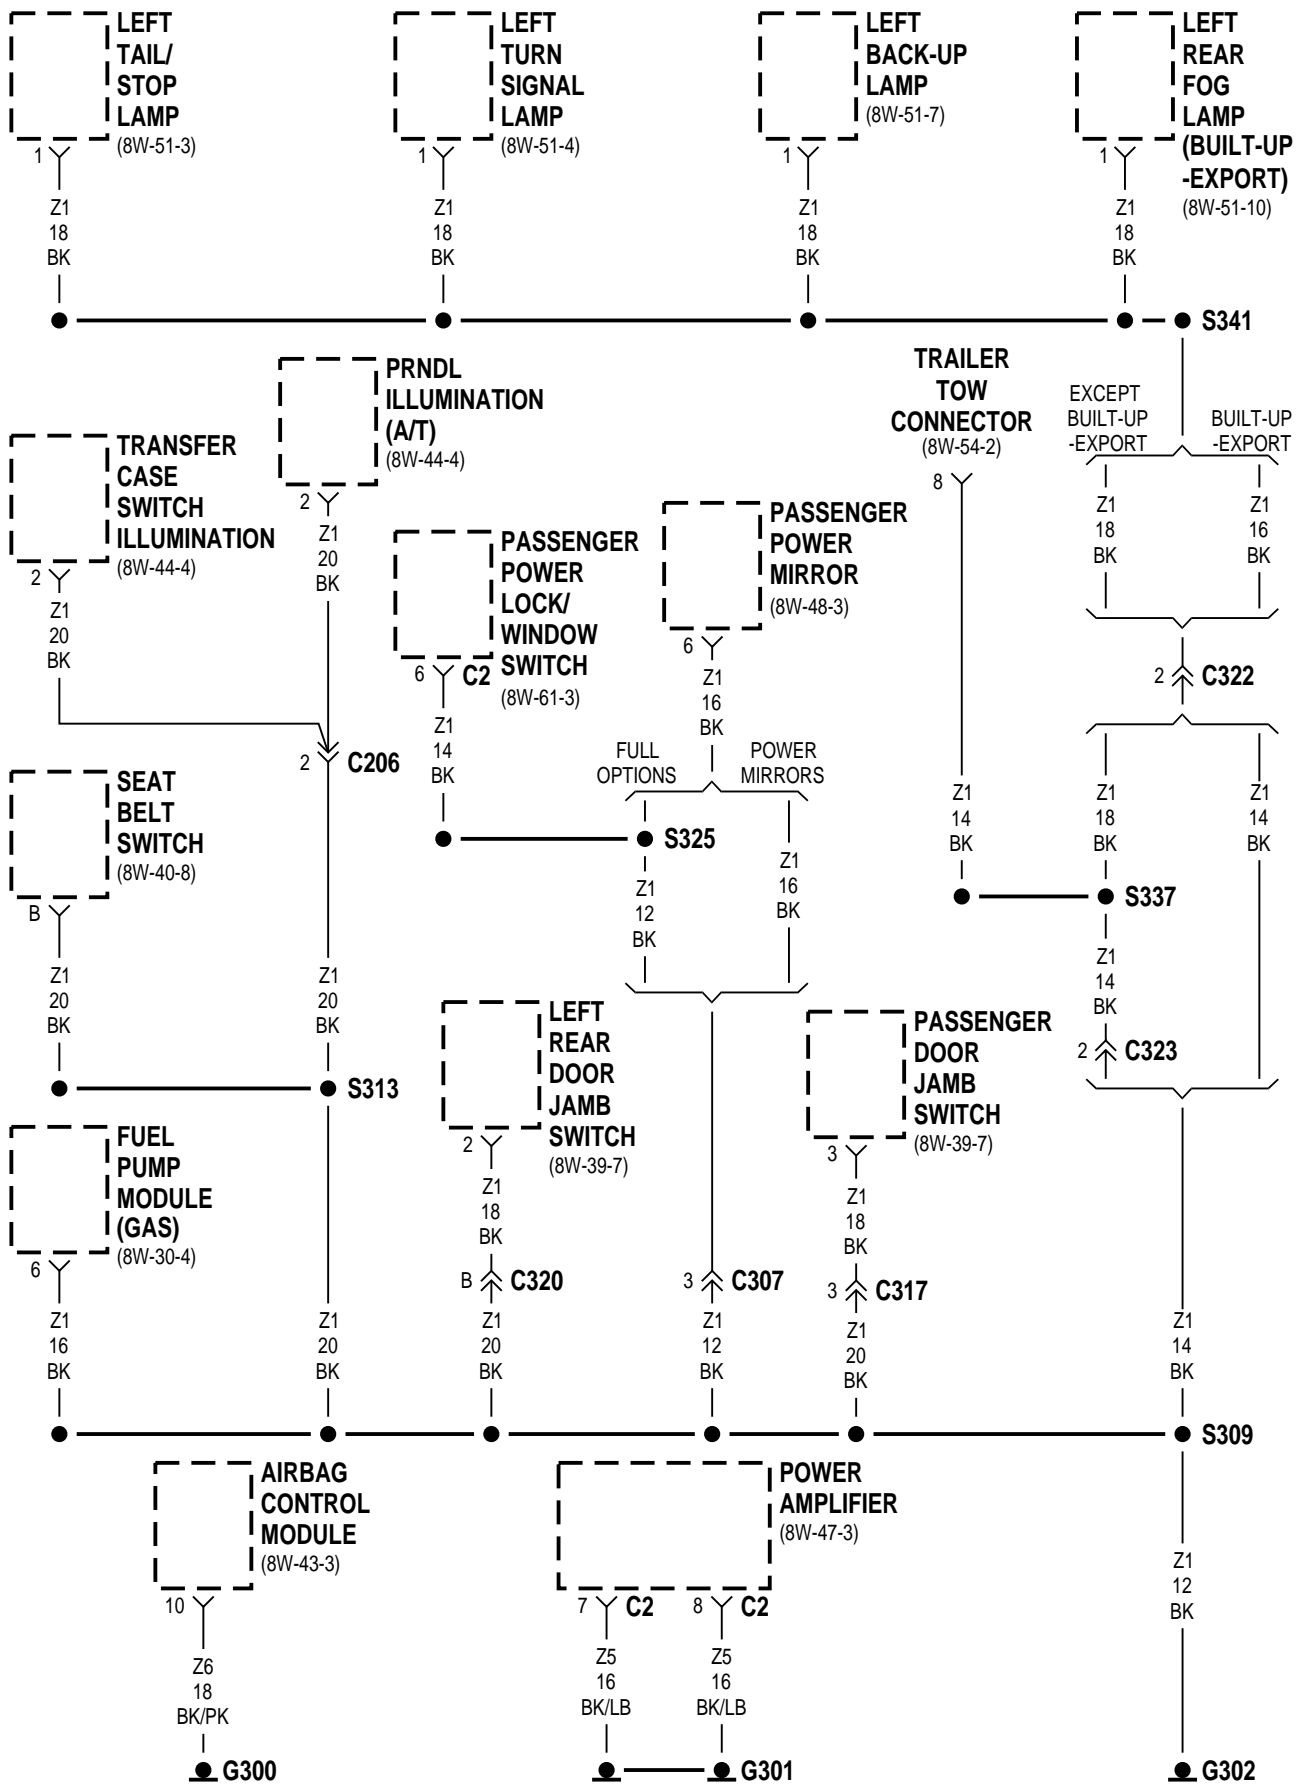 LEFT
TAIL/
STOP
LAMP
(8W-51-3)
1
Z1
18
BK
LEFT
TURN
SIGNAL
LAMP
(8W-51-4)
1
Z1
18
BK
LEFT
BACK-UP
LAMP
(8W-51-7)
1
Z1
18
BK
LEFT
REAR
FOG
LAMP
(BUILT-UP
-EXPORT)
(8W-51-10)
1
Z1
18
BK
S341
PRNDL
ILLUMINATION
(A/T)
(8W-44-4)
2
Z1
20
BK
TRANSFER
CASE
SWITCH
ILLUMINATION
(8W-44-4)
2
Z1
20
BK
2
C206
PASSENGER
POWER
LOCK/
WINDOW
SWITCH
(8W-61-3)
6
C2
Z1
14
BK
PASSENGER
POWER
MIRROR
(8W-48-3)
6
Z1
16
BK
FULL
OPTIONS
POWER
MIRRORS
S325
Z1
12
BK
Z1
16
BK
TRAILER
TOW
CONNECTOR
(8W-54-2)
8
Z1
14
BK
EXCEPT
BUILT-UP
-EXPORT
BUILT-UP
-EXPORT
Z1
18
BK
Z1
16
BK
2
C322
Z1
18
BK
Z1
14
BK
S337
Z1
14
BK
2
C323
SEAT
BELT
SWITCH
(8W-40-8)
B
Z1
20
BK
Z1
20
BK
S313
FUEL
PUMP
MODULE
(GAS)
(8W-30-4)
6
Z1
16
BK
Z1
20
BK
LEFT
REAR
DOOR
JAMB
SWITCH
(8W-39-7)
2
Z1
18
BK
B
C320
Z1
20
BK
3
C307
Z1
12
BK
PASSENGER
DOOR
JAMB
SWITCH
(8W-39-7)
3
Z1
18
BK
3
C317
Z1
20
BK
Z1
14
BK
S309
AIRBAG
CONTROL
MODULE
(8W-43-3)
10
Z6
18
BK/PK
G300
POWER
AMPLIFIER
(8W-47-3)
7
C2
8
C2
Z5
16
BK/LB
Z5
16
BK/LB
G301
Z1
12
BK
G302